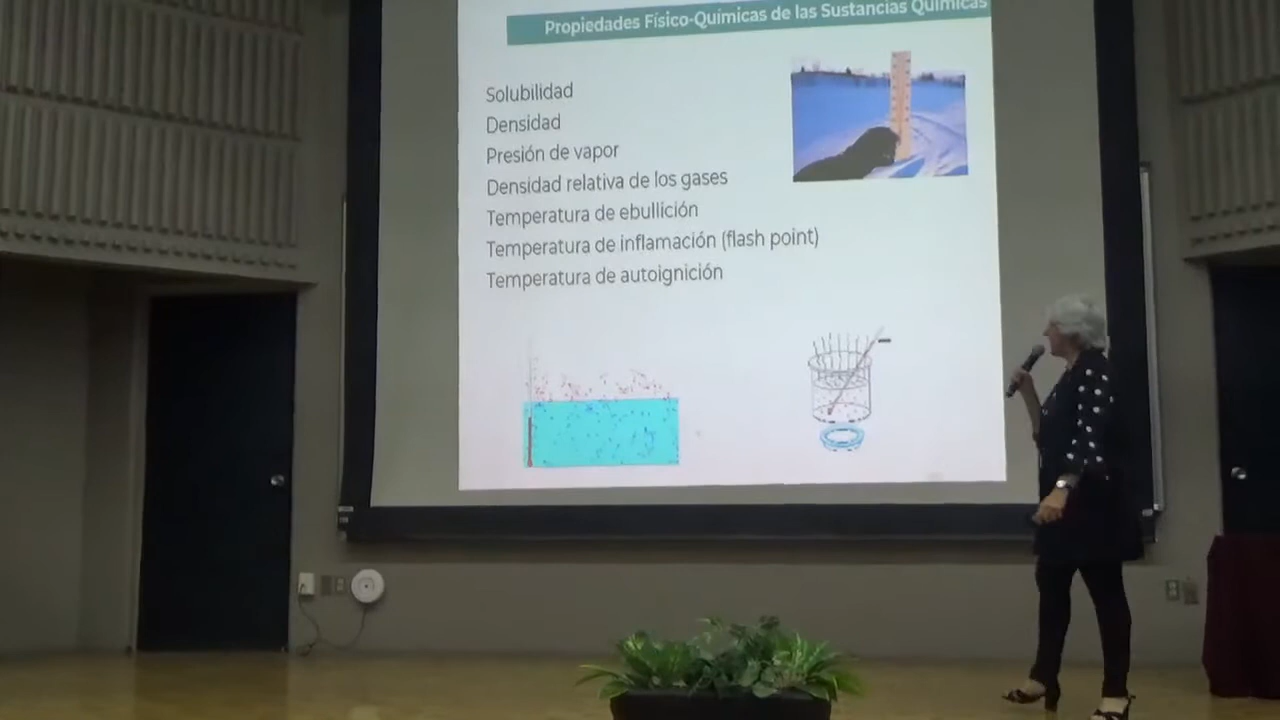 Propiedades Físico-Químicas de las Sustancias Químicas
Solubilidad
Densidad
Presión de vapor
Densidad relativa de los gases
Temperatura de ebullición
Temperatura de inflamación (flash point)
Temperatura de autoignición